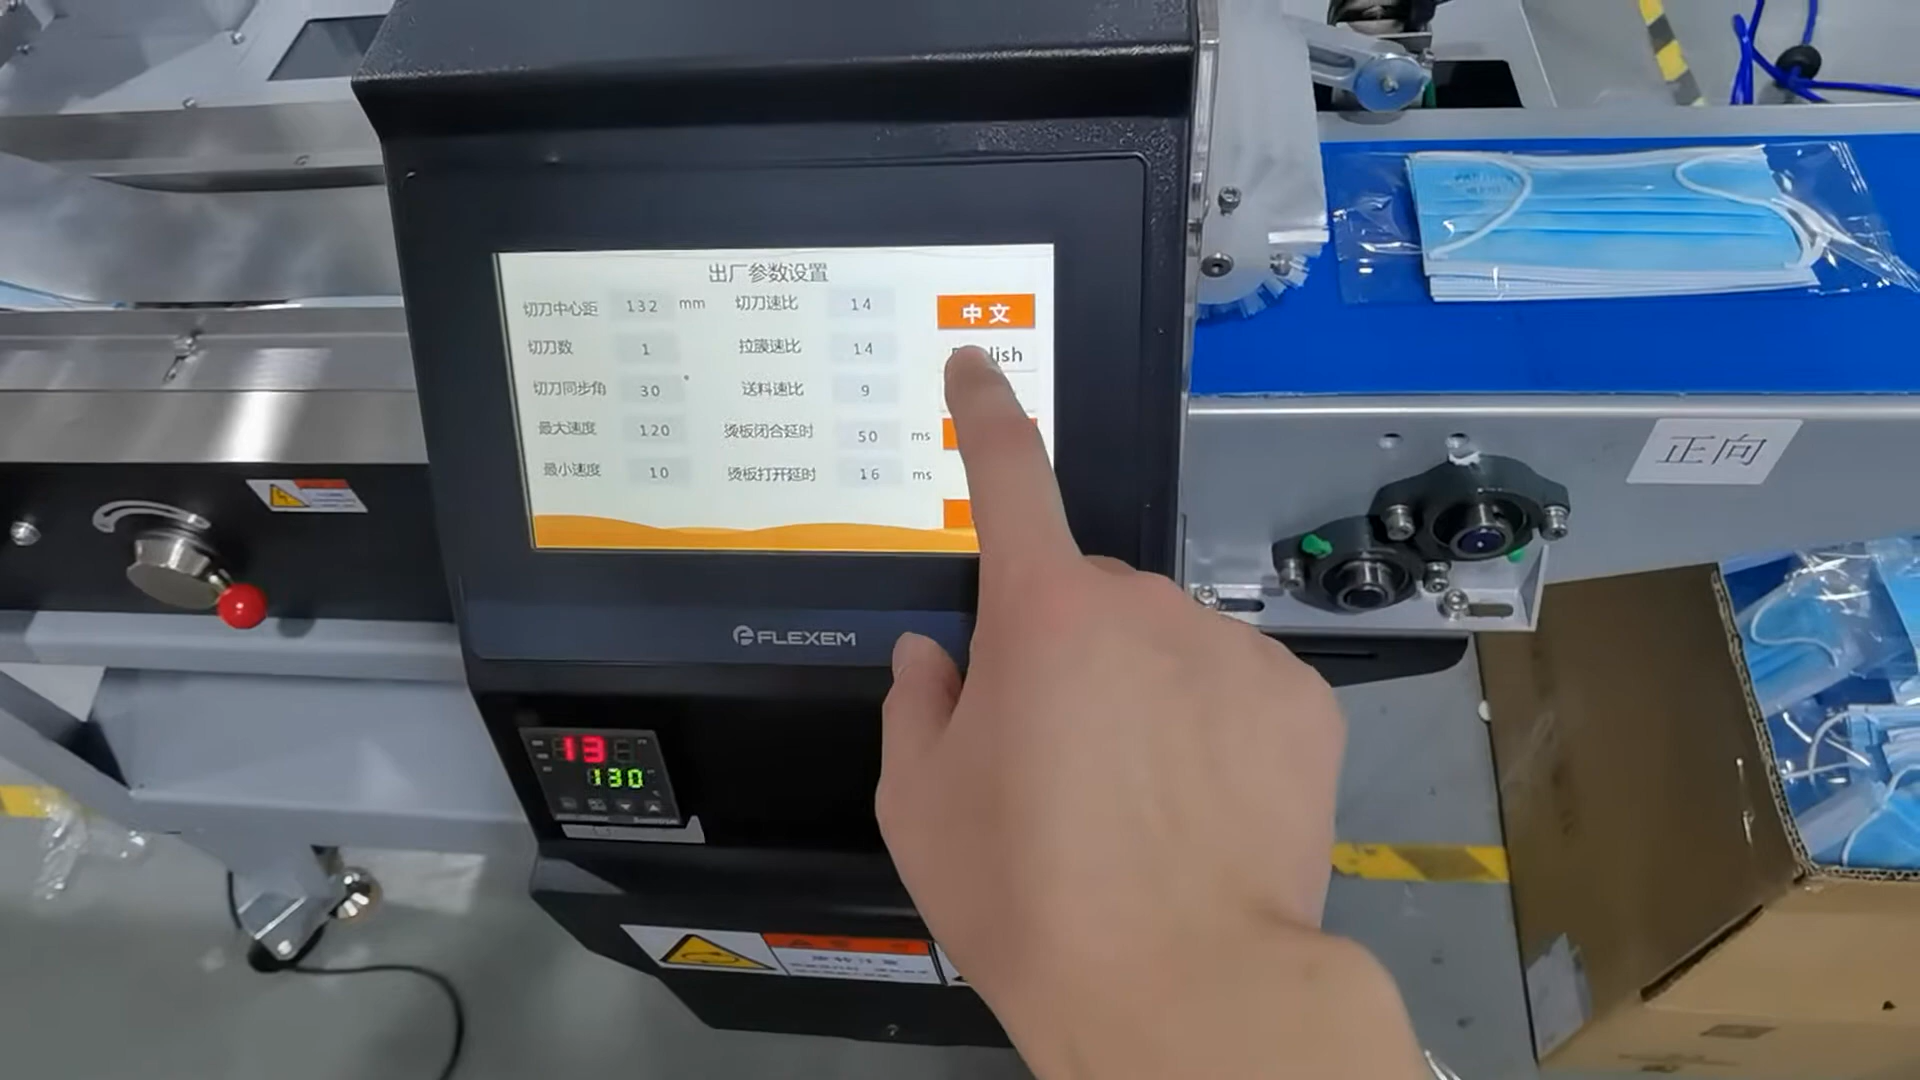 出厂参数设置
切刀中心距 132 mm 切刀速比 14
中文
切刀数 1 拉膜速比 14
切刀同步角 30 ° 送料速比 9
最大速度 120 烫板闭合延时 50 ms
最小速度 10 烫板打开延时 16 ms
FLEXEM
13
130
正向